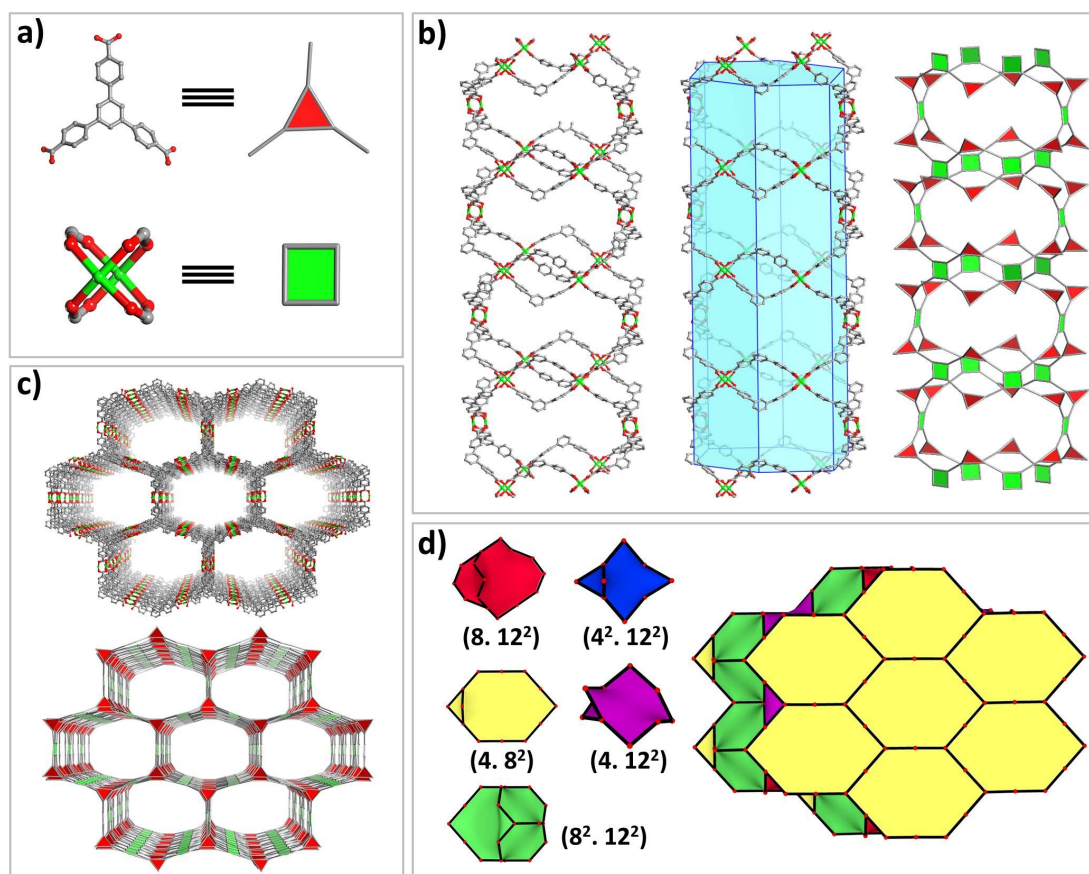 a)
b)
c)
d)
(8. 12²)
(4². 12²)
(4. 8²)
(4. 12²)
(8². 12²)